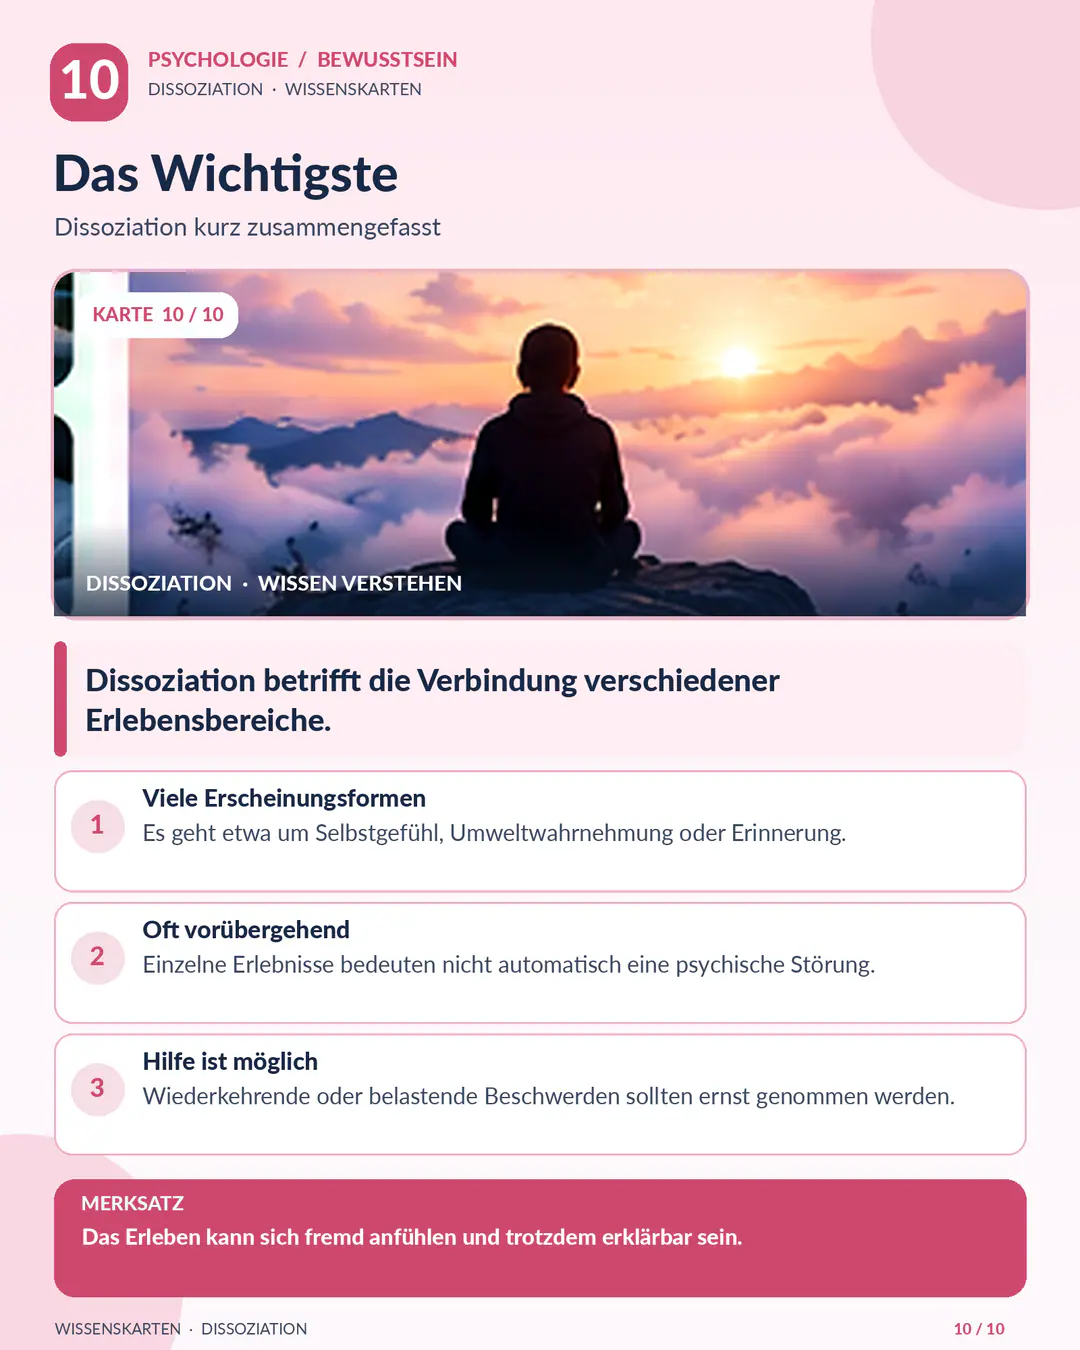 10
PSYCHOLOGIE / BEWUSSTSEIN
DISSOZIATION · WISSENSKARTEN
Das Wichtigste
Dissoziation kurz zusammengefasst
KARTE 10 / 10
DISSOZIATION · WISSEN VERSTEHEN
Dissoziation betrifft die Verbindung verschiedener
Erlebensbereiche.
1
Viele Erscheinungsformen
Es geht etwa um Selbstgefühl, Umweltwahrnehmung oder Erinnerung.
2
Oft vorübergehend
Einzelne Erlebnisse bedeuten nicht automatisch eine psychische Störung.
3
Hilfe ist möglich
Wiederkehrende oder belastende Beschwerden sollten ernst genommen werden.
MERKSATZ
Das Erleben kann sich fremd anfühlen und trotzdem erklärbar sein.
WISSENSKARTEN · DISSOZIATION
10 / 10